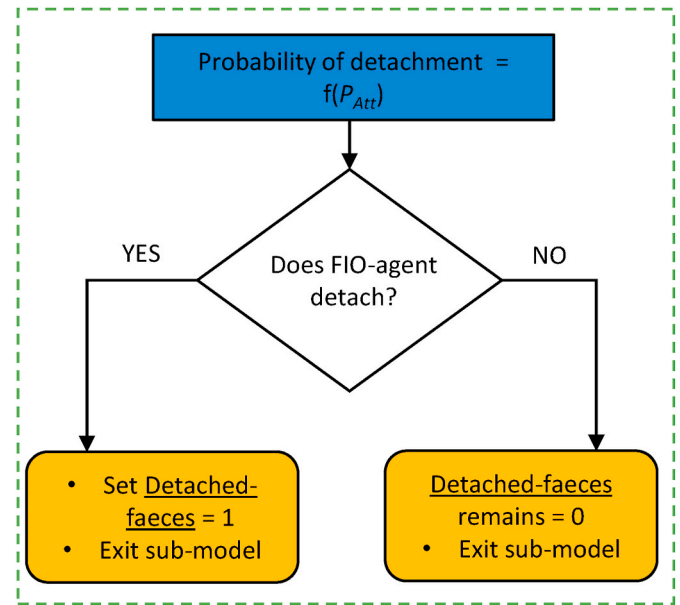 Probability of detachment =
f(P_Att)
YES
NO
Does FIO-agent
detach?
• Set Detached-
faeces = 1
• Exit sub-model
Detached-faeces
remains = 0
• Exit sub-model